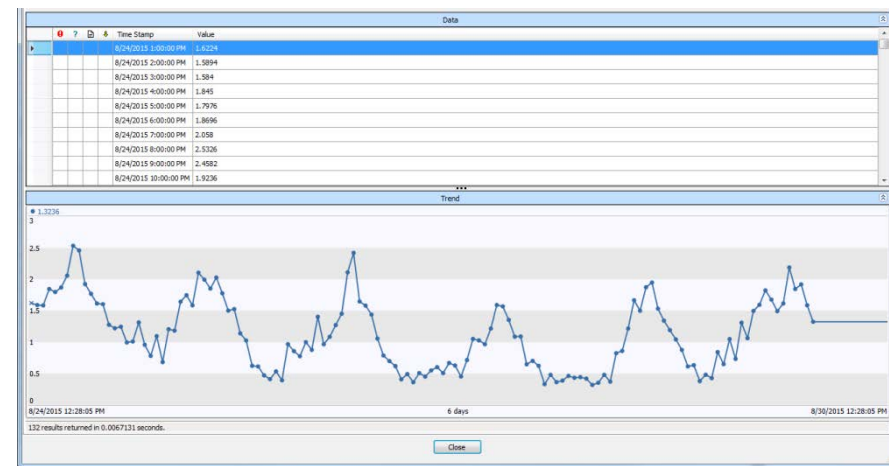 Data
Time Stamp Value
8/24/2015 1:00:00 PM 1.6224
8/24/2015 2:00:00 PM 1.5894
8/24/2015 3:00:00 PM 1.584
8/24/2015 4:00:00 PM 1.845
8/24/2015 5:00:00 PM 1.7976
8/24/2015 6:00:00 PM 1.8696
8/24/2015 7:00:00 PM 2.058
8/24/2015 8:00:00 PM 2.5326
8/24/2015 9:00:00 PM 2.4582
8/24/2015 10:00:00 PM 1.9236
Trend
1.3236
3
2.5
2
1.5
1
0.5
0
8/24/2015 12:28:05 PM 6 days 8/30/2015 12:28:05 PM
132 results returned in 0.0067131 seconds.
Close